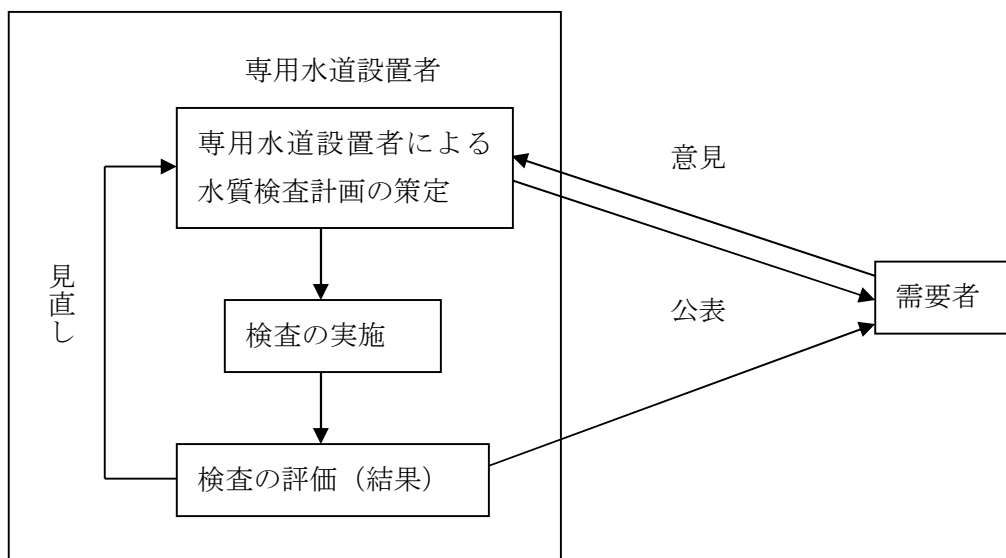 専用水道設置者
専用水道設置者による
水質検査計画の策定
意見
見直し
検査の実施
公表
需要者
検査の評価（結果）